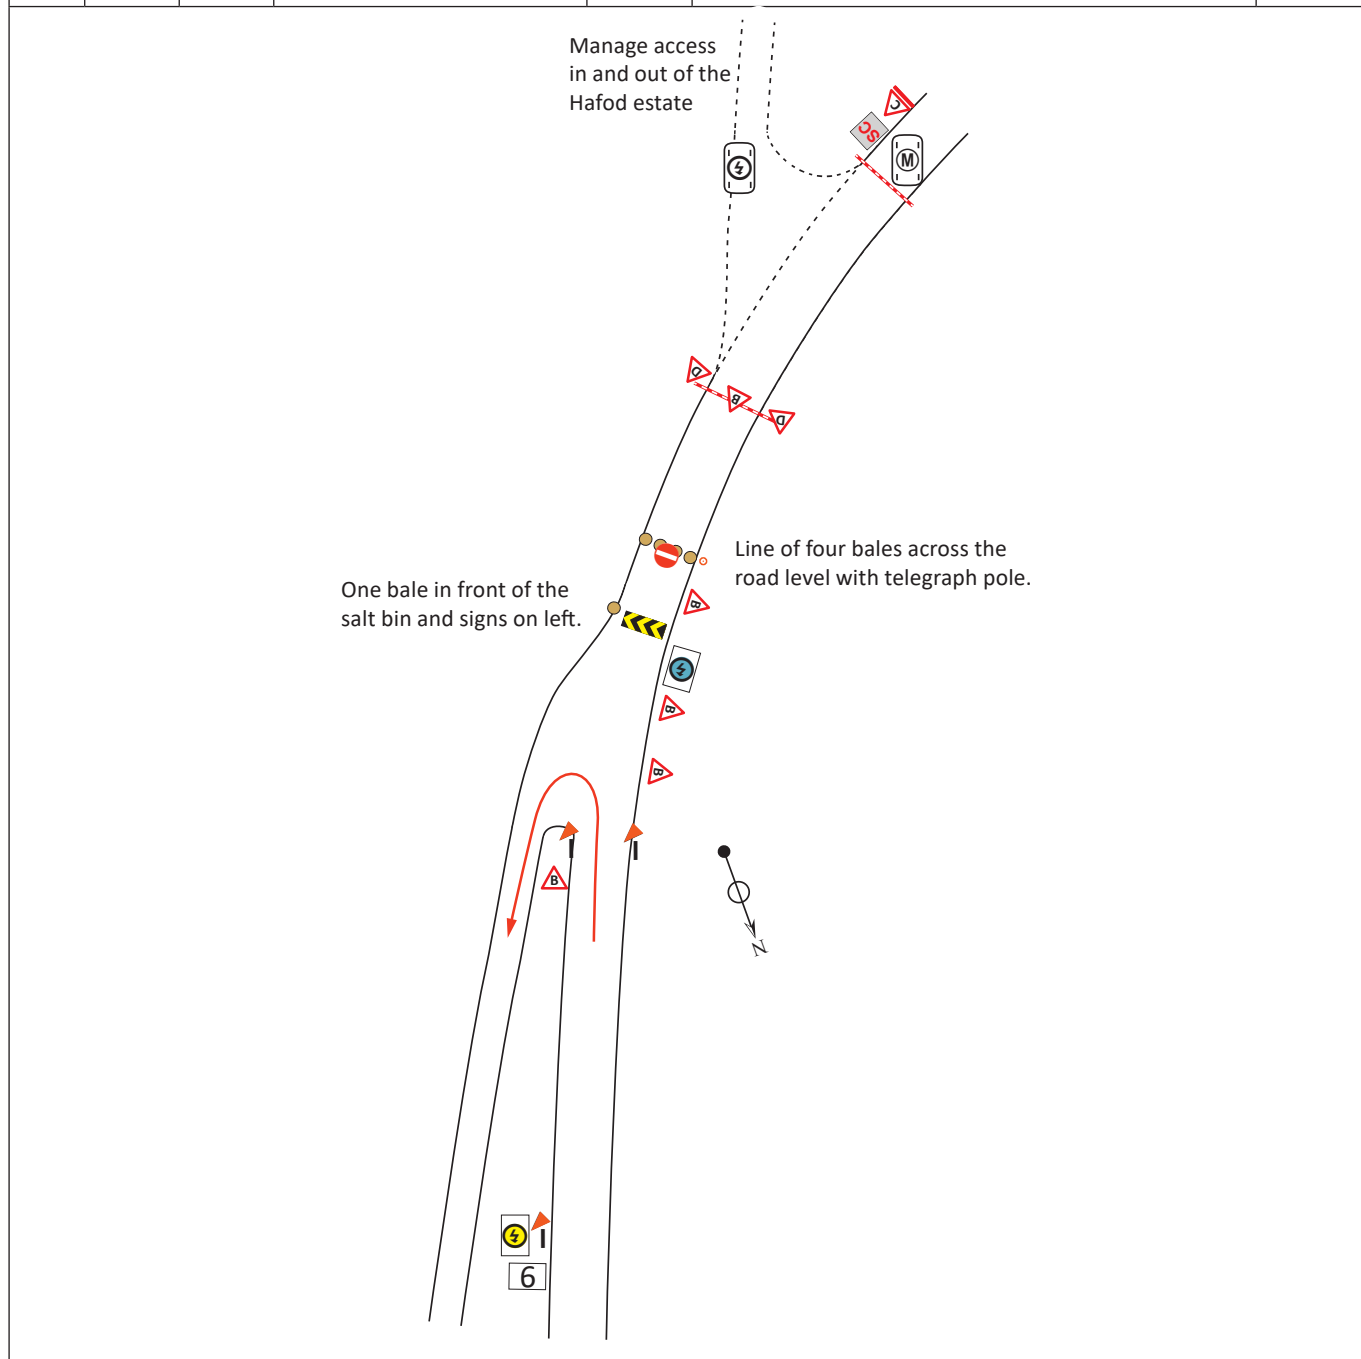 Manage access
in and out of the
Hafod estate
C
SC
M
D
B
D
Line of four bales across the
road level with telegraph pole.
One bale in front of the
salt bin and signs on left.
B
B
B
B
N
6